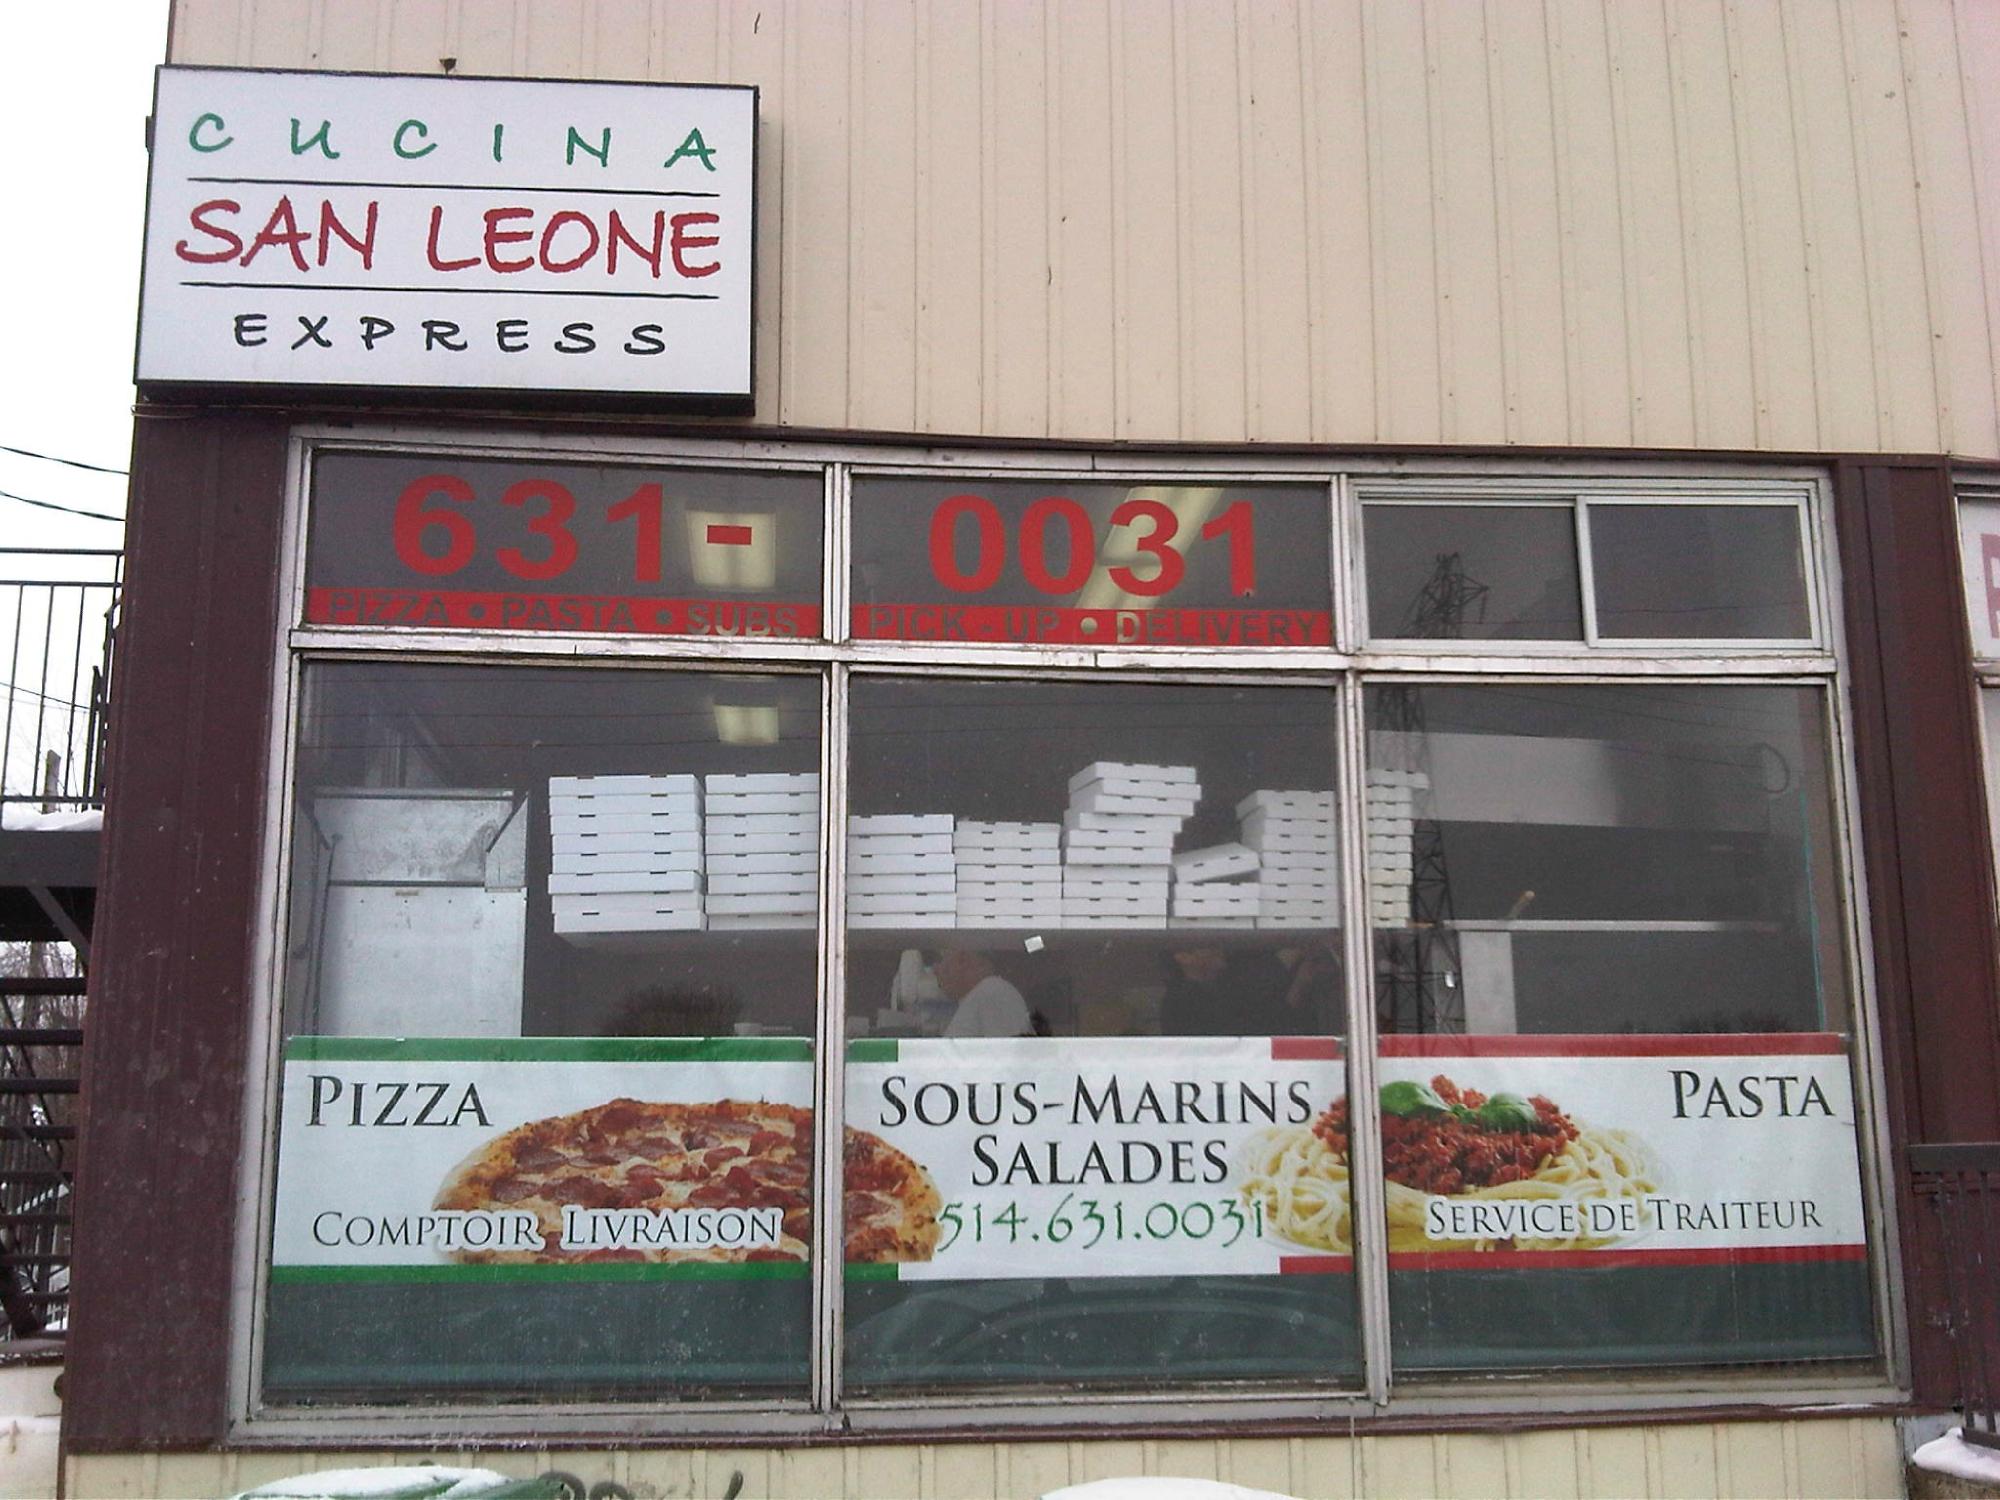 CUCINA
SAN LEONE
EXPRESS
631-0031
PIZZA • PASTA • SUBS PICK-UP • DELIVERY
PIZZA
COMPTOIR LIVRAISON
SOUS-MARINS
SALADES
514.631.0031
PASTA
SERVICE DE TRAITEUR